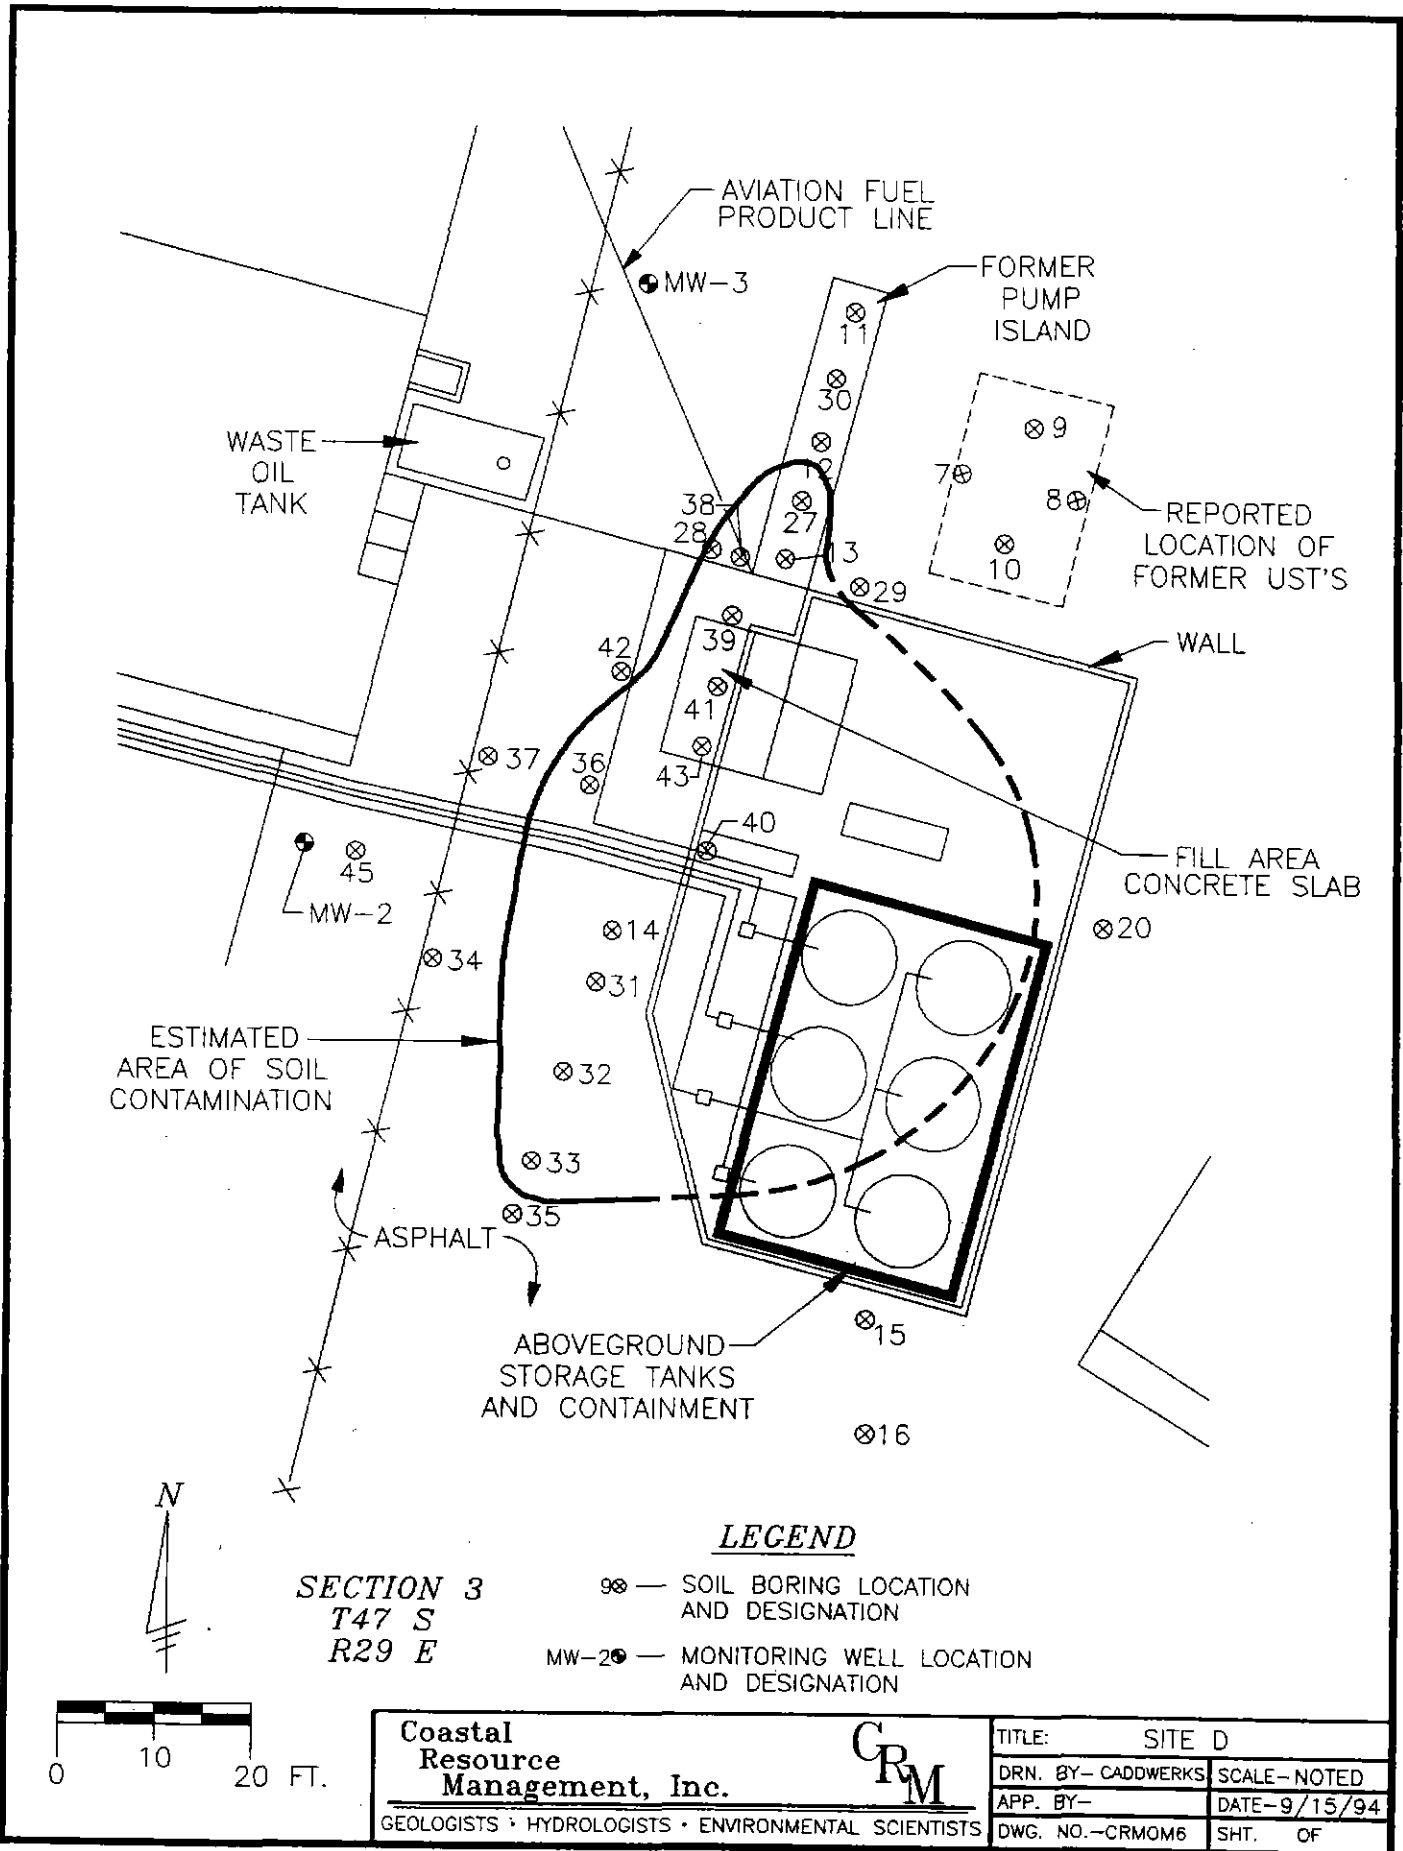 AVIATION FUEL
PRODUCT LINE
MW-3
FORMER
PUMP
ISLAND
11
30
12
9
7
8
10
WASTE
OIL
TANK
38
27
28
13
29
REPORTED
LOCATION OF
FORMER UST'S
WALL
39
42
41
43
37
36
40
45
MW-2
FILL AREA
CONCRETE SLAB
14
20
34
31
ESTIMATED
AREA OF SOIL
CONTAMINATION
32
33
35
ASPHALT
15
ABOVEGROUND
STORAGE TANKS
AND CONTAINMENT
16
N
SECTION 3
T47 S
R29 E
LEGEND
9⊗ — SOIL BORING LOCATION
AND DESIGNATION
MW-2 — MONITORING WELL LOCATION
AND DESIGNATION
0 10 20 FT.
Coastal
Resource
Management, Inc.
CRM
GEOLOGISTS · HYDROLOGISTS · ENVIRONMENTAL SCIENTISTS
TITLE: SITE D
DRN. BY- CADDWERKS
SCALE-NOTED
APP. BY-
DATE-9/15/94
DWG. NO.-CRMOM6
SHT. OF